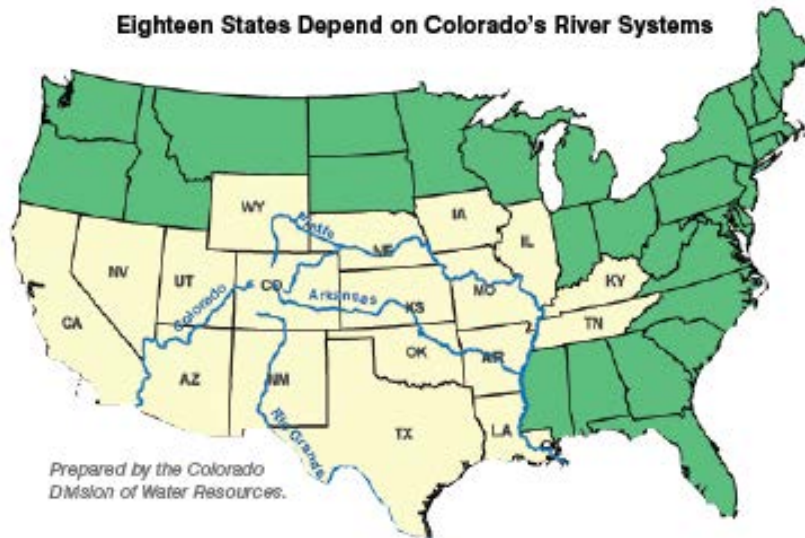 Eighteen States Depend on Colorado's River Systems
WY
IA
Platte
NE
IL
NV
UT
CO
MO
KY
Colorado
Arkansas
KS
CA
TN
OK
AR
AZ
NM
TX
LA
Rio Grande
Prepared by the Colorado
Division of Water Resources.